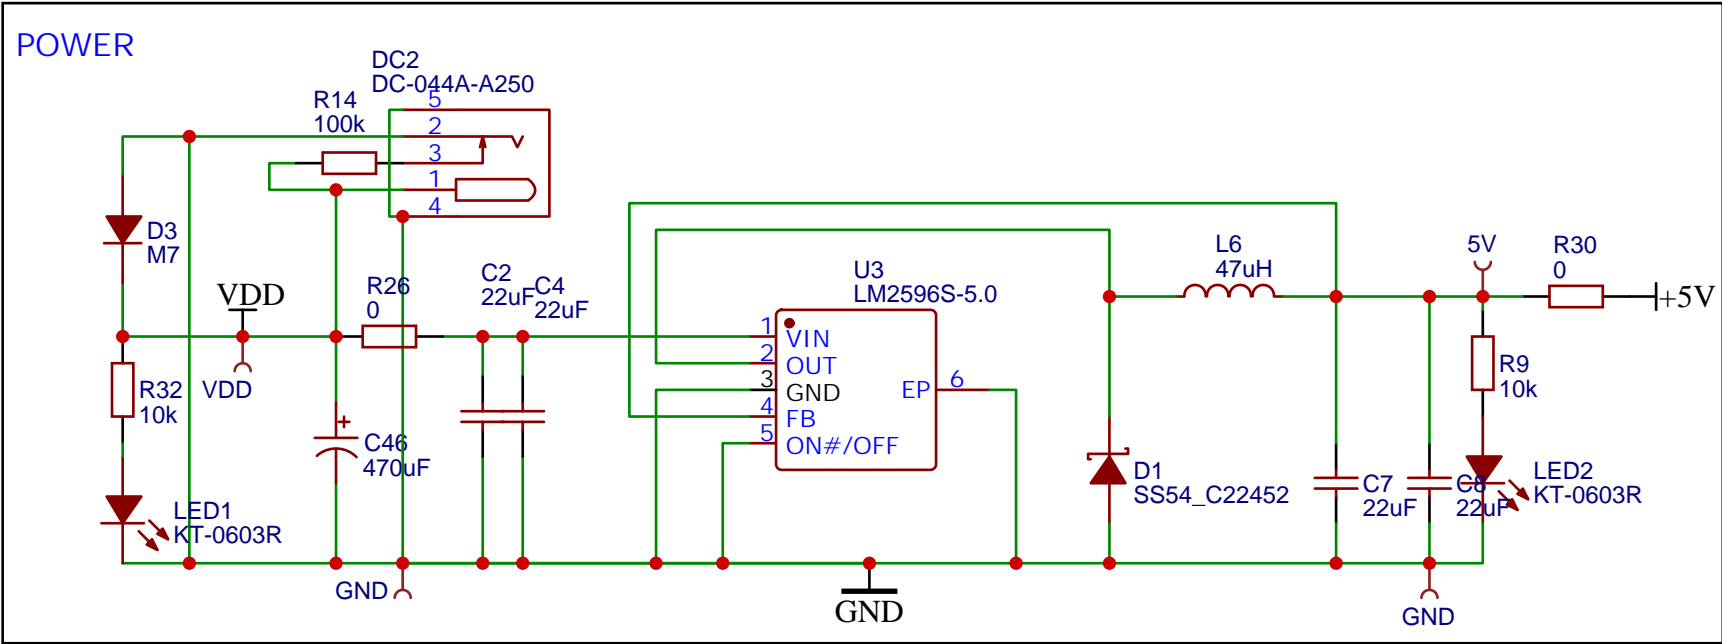 POWER
DC2
DC-044A-A250
R14
100k
5
2
3
1
4
D3
M7
VDD
R26
0
C2
22uF
C4
22uF
U3
LM2596S-5.0
L6
47uH
5V
R30
0
+5V
1
VIN
2
OUT
3
GND
4
FB
5
ON#/OFF
EP
6
R32
10k
VDD
R9
10k
C46
470uF
D1
SS54_C22452
C7
22uF
C8
22uF
LED2
KT-0603R
LED1
KT-0603R
GND
GND
GND